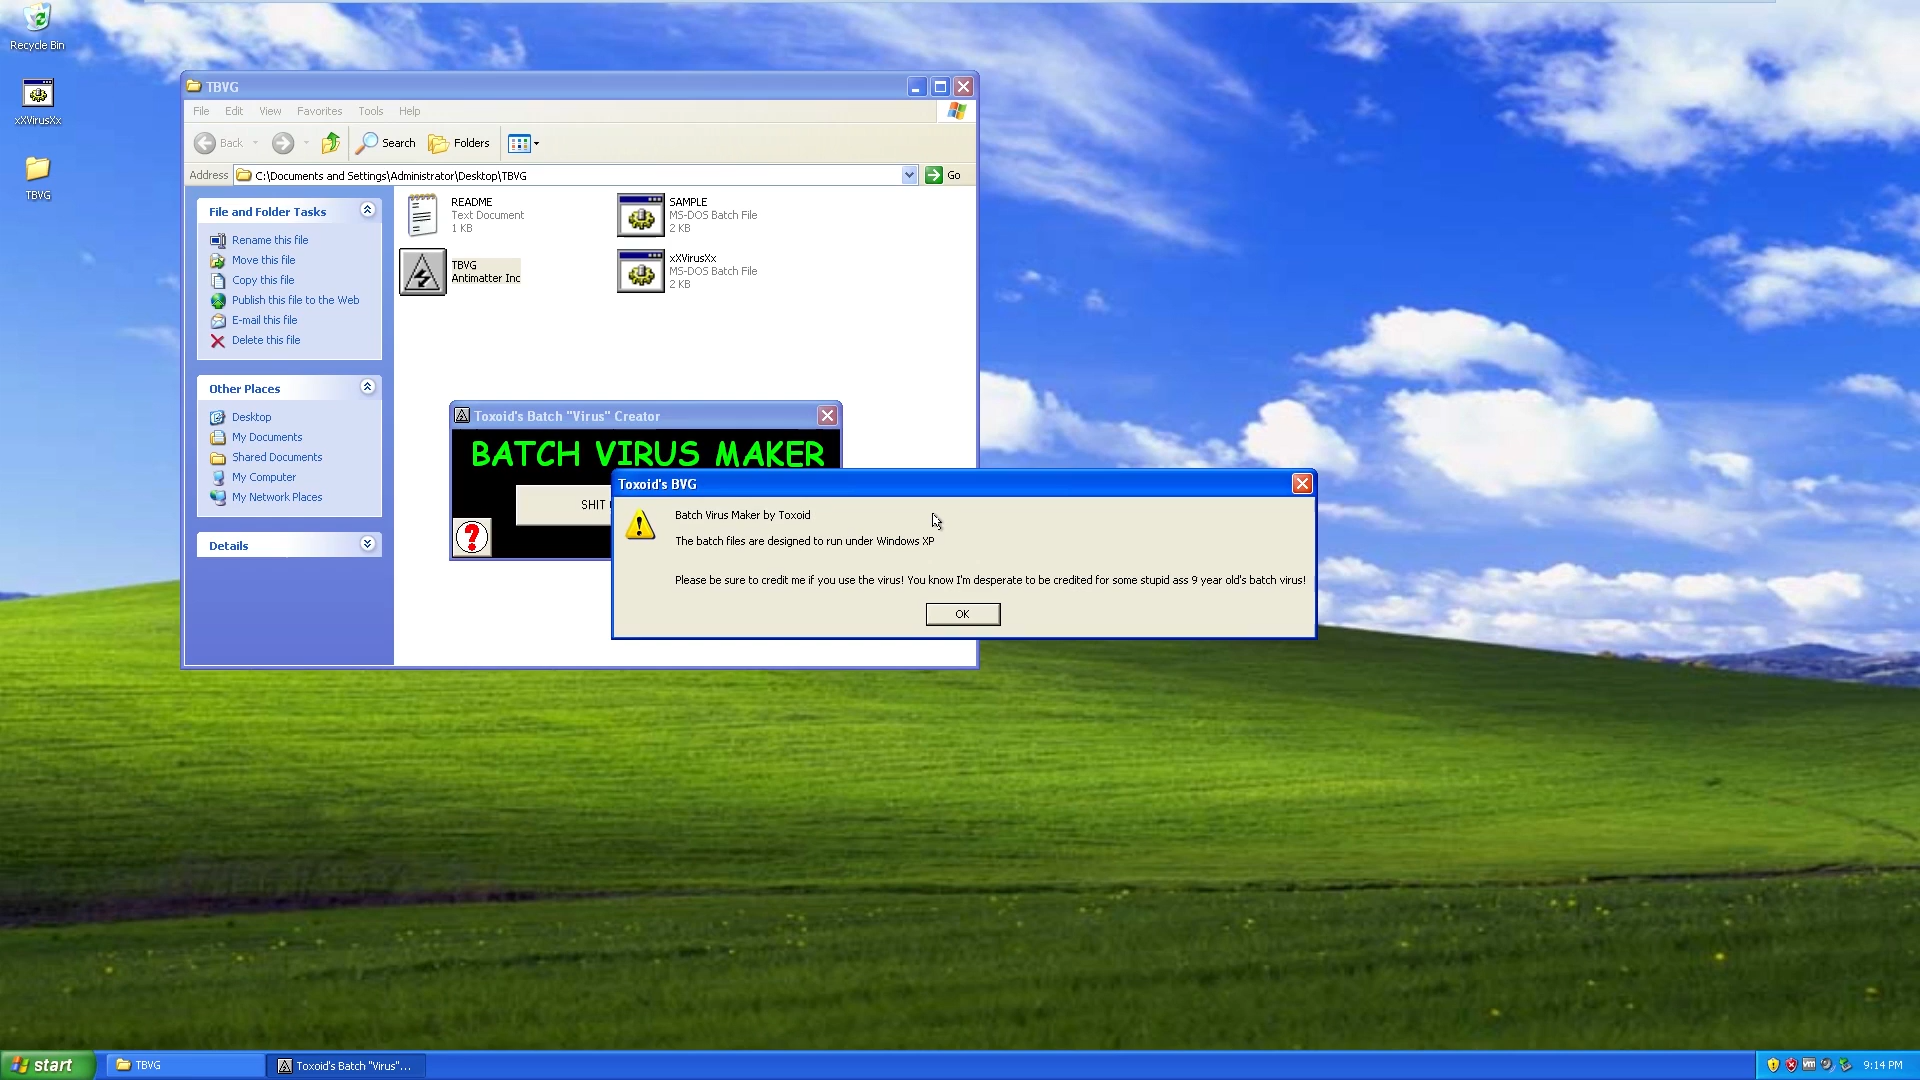 Recycle Bin
xXVirusXx
TBVG
TBVG
File Edit View Favorites Tools Help
Back Search Folders
Address C:\Documents and Settings\Administrator\Desktop\TBVG Go
File and Folder Tasks
Rename this file
Move this file
Copy this file
Publish this file to the Web
E-mail this file
Delete this file
Other Places
Desktop
My Documents
Shared Documents
My Computer
My Network Places
Details
README
Text Document
1 KB
SAMPLE
MS-DOS Batch File
2 KB
TBVG
Antimatter Inc
xXVirusXx
MS-DOS Batch File
2 KB
Toxoid's Batch "Virus" Creator
BATCH VIRUS MAKER
SHIT
?
Toxoid's BVG
Batch Virus Maker by Toxoid
The batch files are designed to run under Windows XP
Please be sure to credit me if you use the virus! You know I'm desperate to be credited for some stupid ass 9 year old's batch virus!
OK
start TBVG Toxoid's Batch "Virus"... vm 9:14 PM